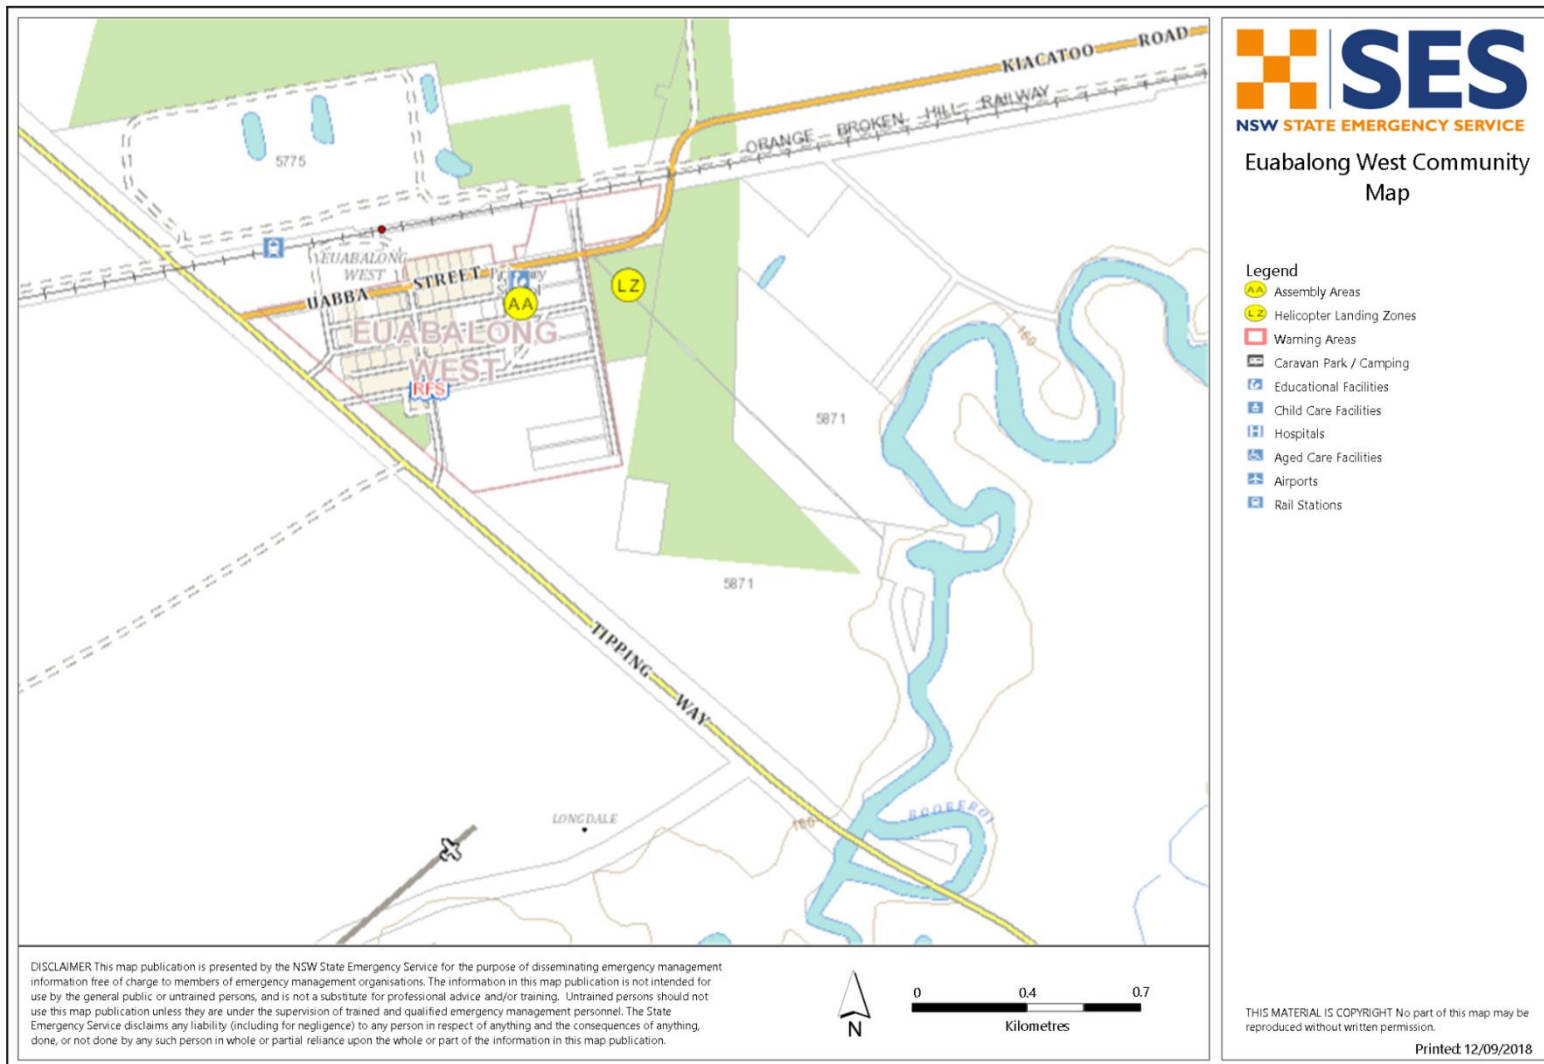 KIACATOO ROAD
ORANGE BROKEN HILL RAILWAY
5775
EUABALONG
WEST
UABBA STREET
Primary
School
AA
LZ
EUABALONG
WEST
RFS
160
5871
5871
TIPPING WAY
LONGDALE
160
BOOBEROI
SES
NSW STATE EMERGENCY SERVICE
Euabalong West Community
Map
Legend
AA Assembly Areas
LZ Helicopter Landing Zones
Warning Areas
Caravan Park / Camping
Educational Facilities
Child Care Facilities
H Hospitals
Aged Care Facilities
Airports
Rail Stations
DISCLAIMER This map publication is presented by the NSW State Emergency Service for the purpose of disseminating emergency management
information free of charge to members of emergency management organisations. The information in this map publication is not intended for
use by the general public or untrained persons, and is not a substitute for professional advice and/or training. Untrained persons should not
use this map publication unless they are under the supervision of trained and qualified emergency management personnel. The State
Emergency Service disclaims any liability (including for negligence) to any person in respect of anything and the consequences of anything,
done, or not done by any such person in whole or partial reliance upon the whole or part of the information in this map publication.
N
0 0.4 0.7
Kilometres
THIS MATERIAL IS COPYRIGHT No part of this map may be
reproduced without written permission.
Printed: 12/09/2018